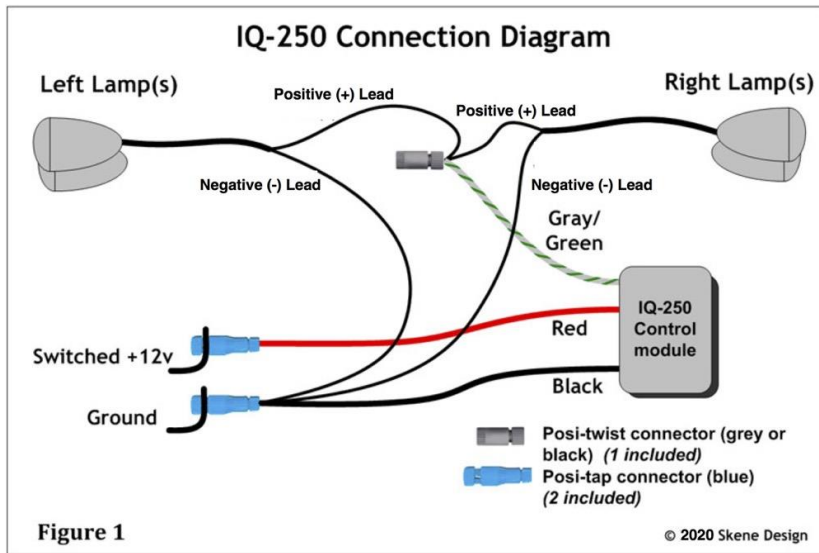 IQ-250 Connection Diagram
Left Lamp(s)
Right Lamp(s)
Positive (+) Lead
Positive (+) Lead
Negative (-) Lead
Negative (-) Lead
Gray/
Green
IQ-250
Control
module
Red
Switched +12v
Black
Ground
Posi-twist connector (grey or
black) (1 included)
Posi-tap connector (blue)
(2 included)
Figure 1
© 2020 Skene Design